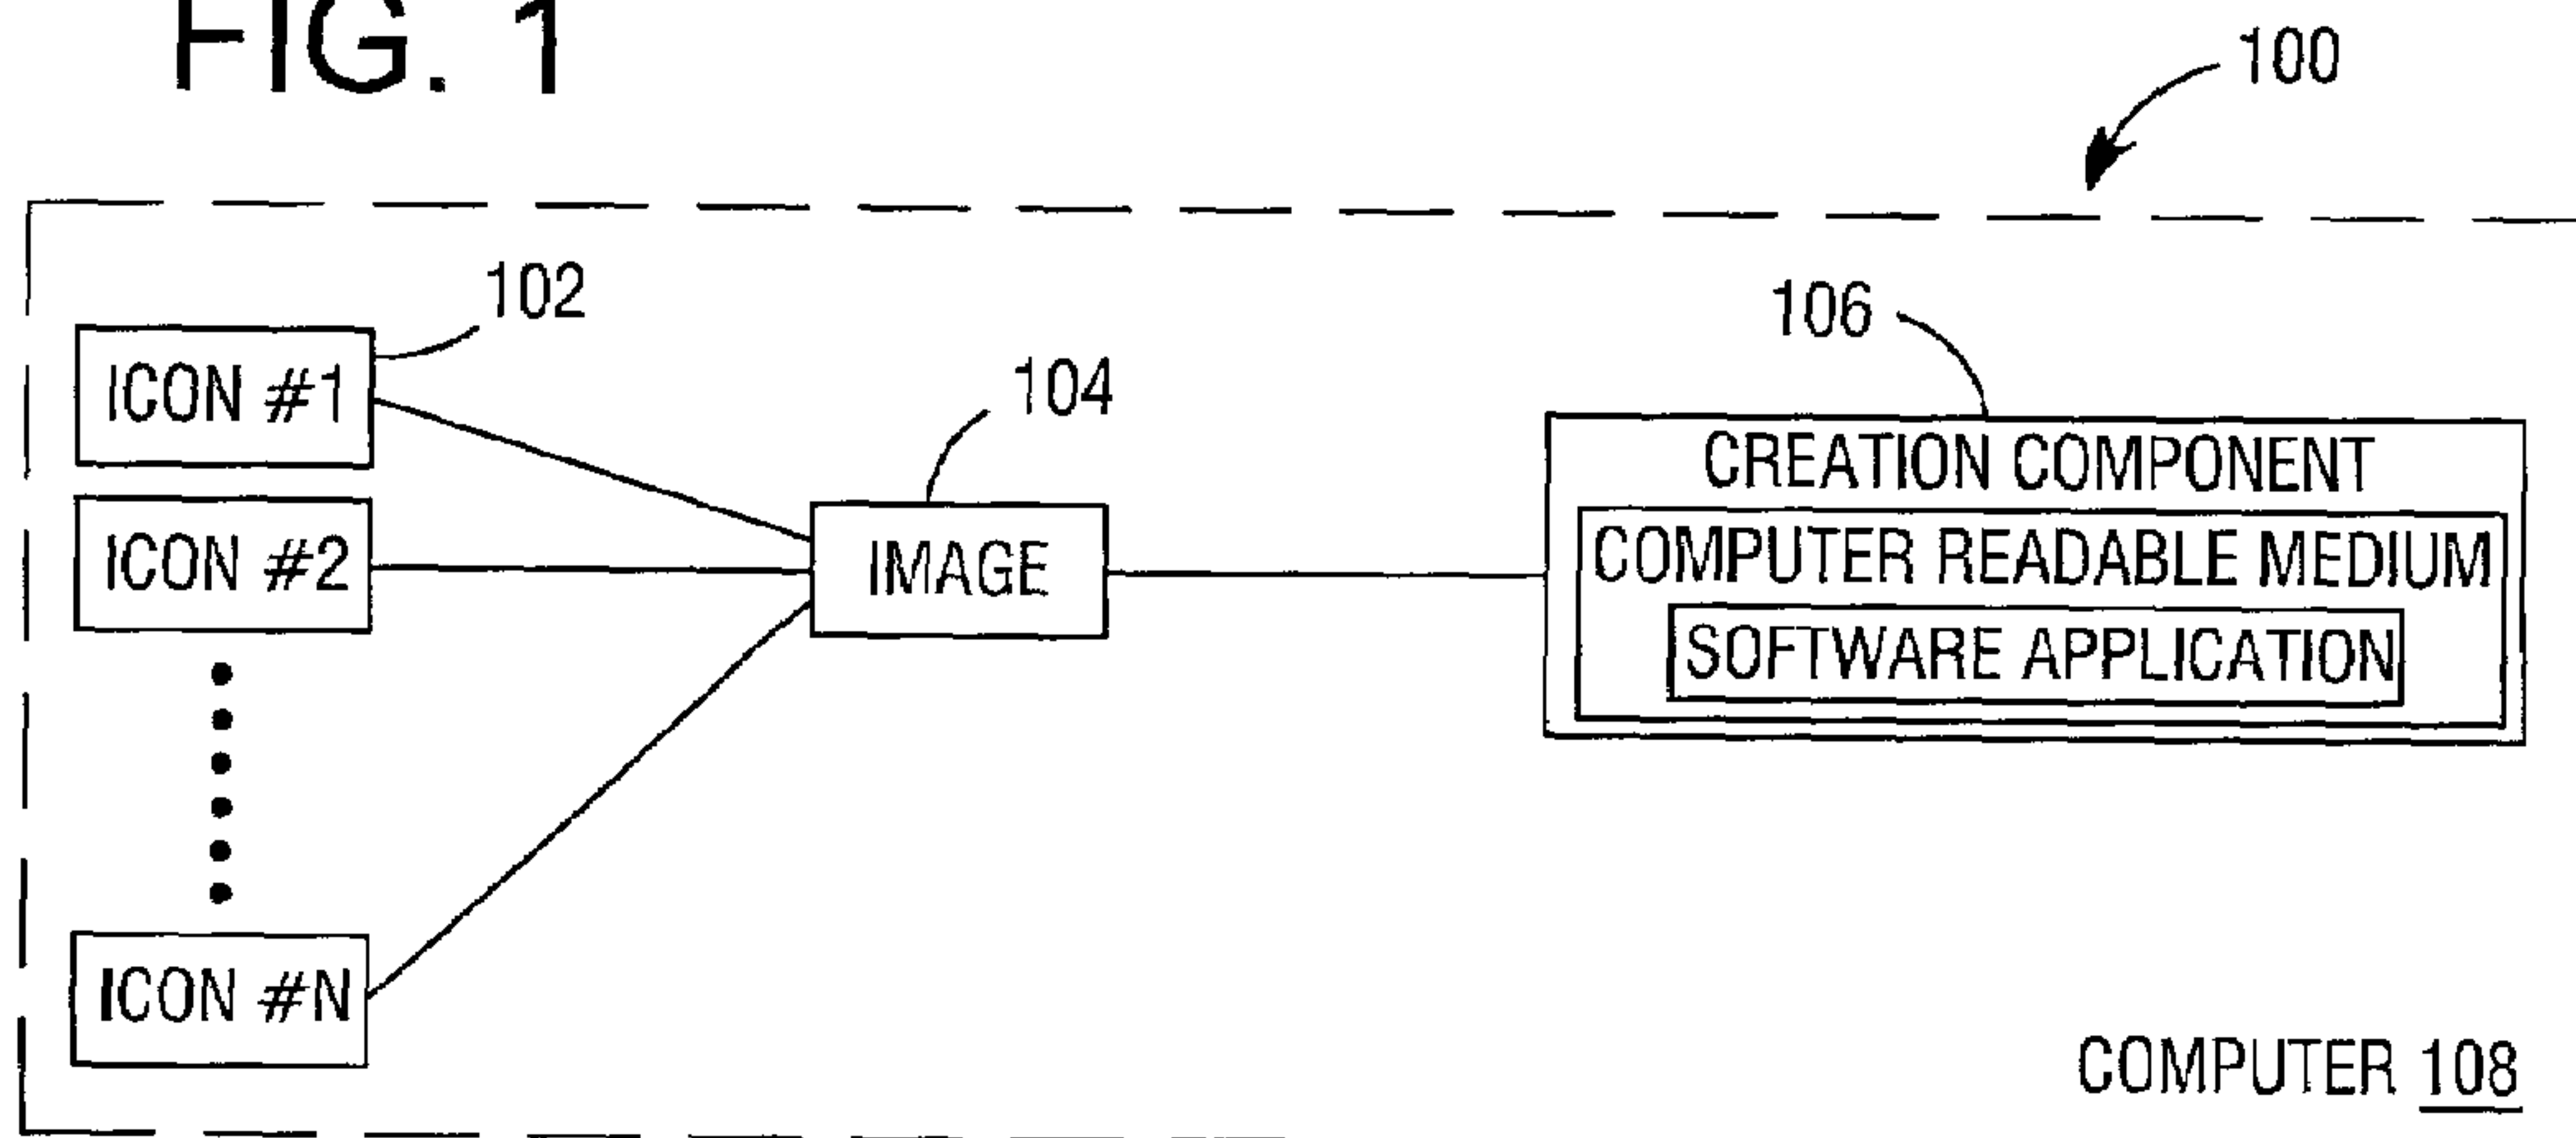 FIG. 1
100
102
106
104
ICON #1
CREATION COMPONENT
COMPUTER READABLE MEDIUM
ICON #2
IMAGE
SOFTWARE APPLICATION
ICON #N
COMPUTER 108